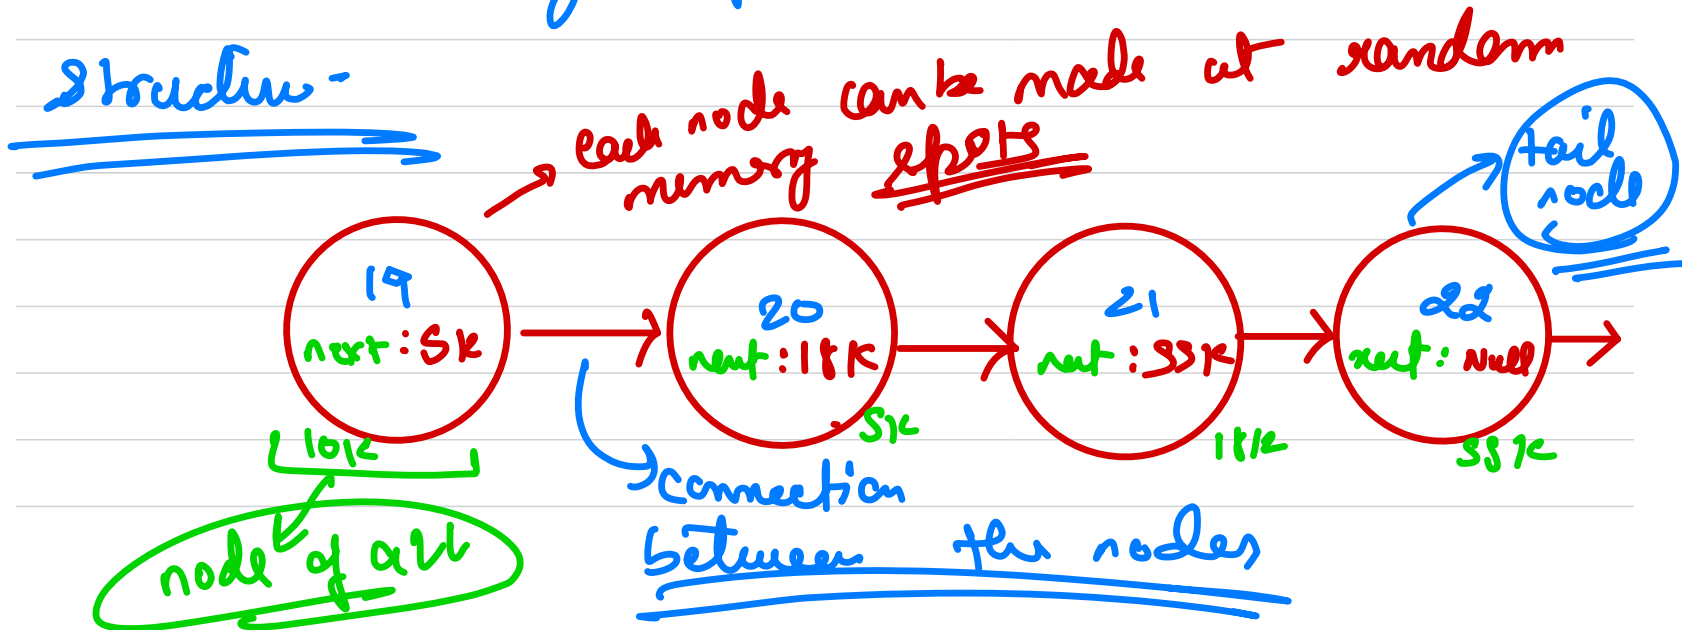 Structure -
each node can be made at random
memory spots
tail
node
19
next : 5k
20
next : 18k
21
next : 33k
22
next : Null
10k
5k
18k
33k
connection
between the nodes
node of